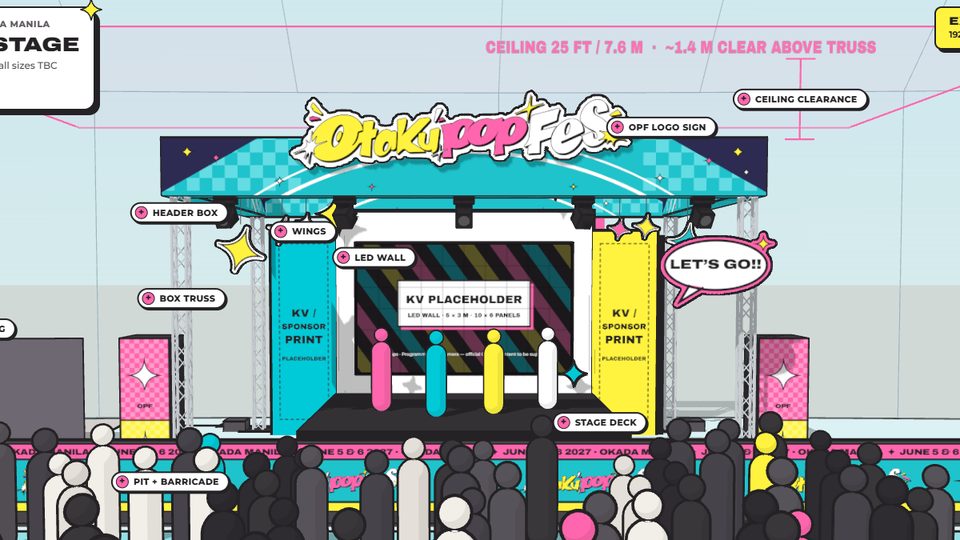 A MANILA
STAGE
all sizes TBC
CEILING 25 FT / 7.6 M · ~1.4 M CLEAR ABOVE TRUSS
CEILING CLEARANCE
OPF LOGO SIGN
Otaku pop FeS
HEADER BOX
WINGS
LED WALL
LET'S GO!!
BOX TRUSS
KV /
SPONSOR
PRINT
PLACEHOLDER
KV PLACEHOLDER
LED WALL · 5 × 3 M · 10 × 6 PANELS
KV /
SPONSOR
PRINT
PLACEHOLDER
OPF
OPF
STAGE DECK
JUNE 5 & 6 2027 · OKADA MANILA
JUNE 5 & 6
PIT + BARRICADE